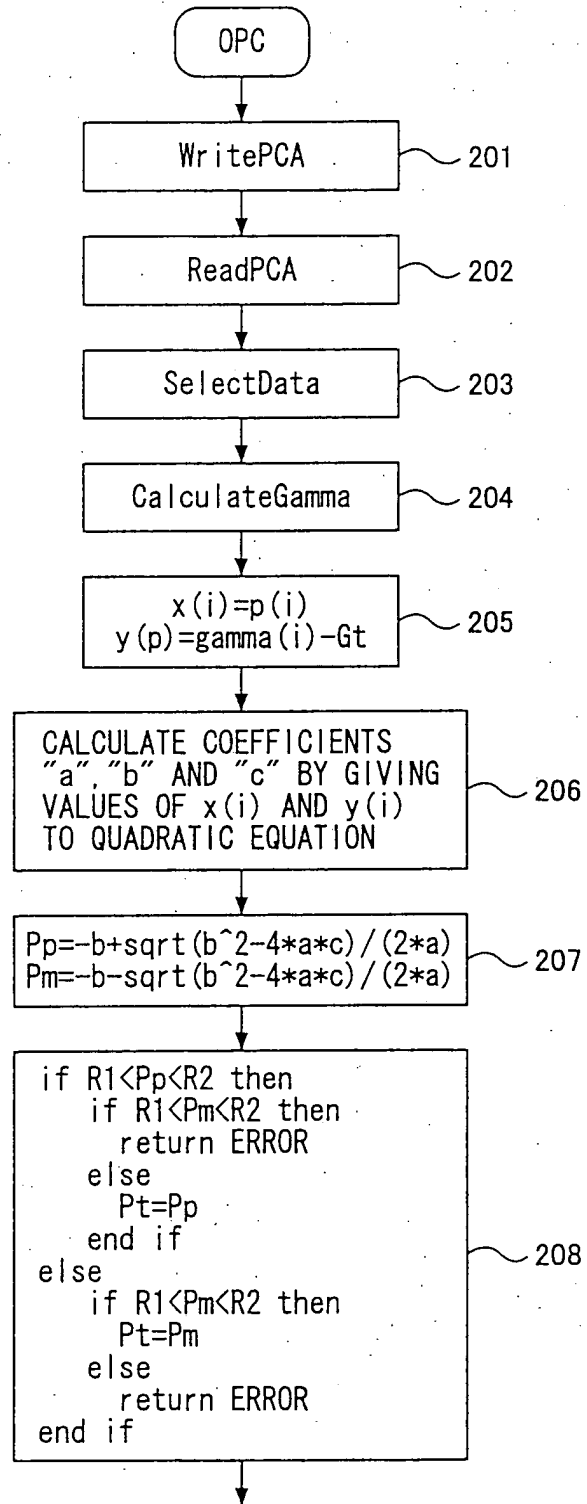 OPC
WritePCA
201
ReadPCA
202
SelectData
203
CalculateGamma
204
x(i)=p(i)
y(p)=gamma(i)-Gt
205
CALCULATE COEFFICIENTS
"a","b" AND "c" BY GIVING
VALUES OF x(i) AND y(i)
TO QUADRATIC EQUATION
206
Pp=-b+sqrt(b^2-4*a*c)/(2*a)
Pm=-b-sqrt(b^2-4*a*c)/(2*a)
207
if R1<Pp<R2 then
if R1<Pm<R2 then
return ERROR
else
Pt=Pp
end if
else
if R1<Pm<R2 then
Pt=Pm
else
return ERROR
end if
208